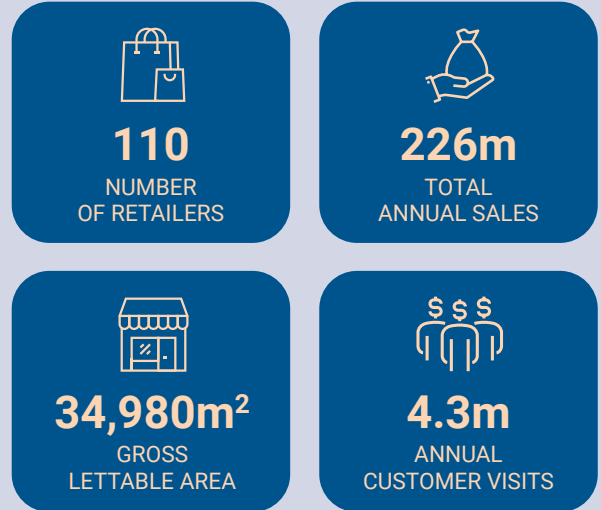 110
NUMBER
OF RETAILERS
226m
TOTAL
ANNUAL SALES
34,980m²
GROSS
LETTABLE AREA
$ $ $
4.3m
ANNUAL
CUSTOMER VISITS